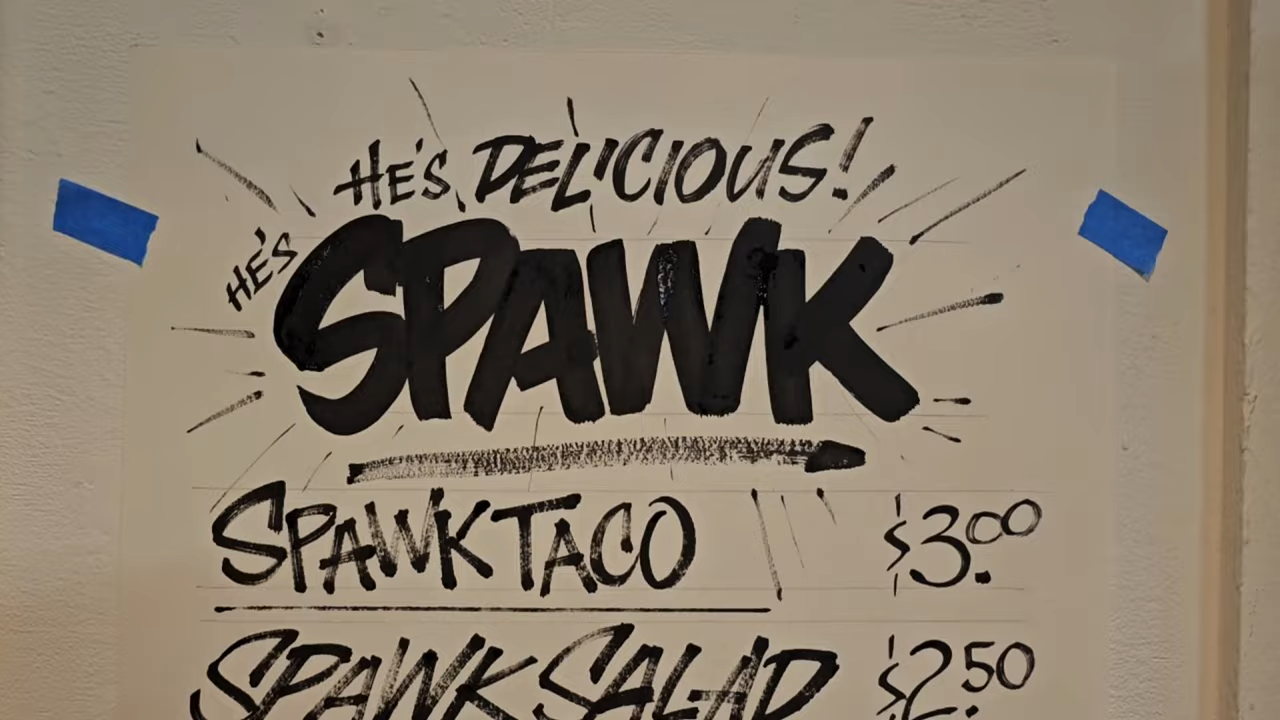 HE'S DELICIOUS!
HE'S
SPAWK
SPAWK TACO $3.00
SPAWK SALAD $2.50